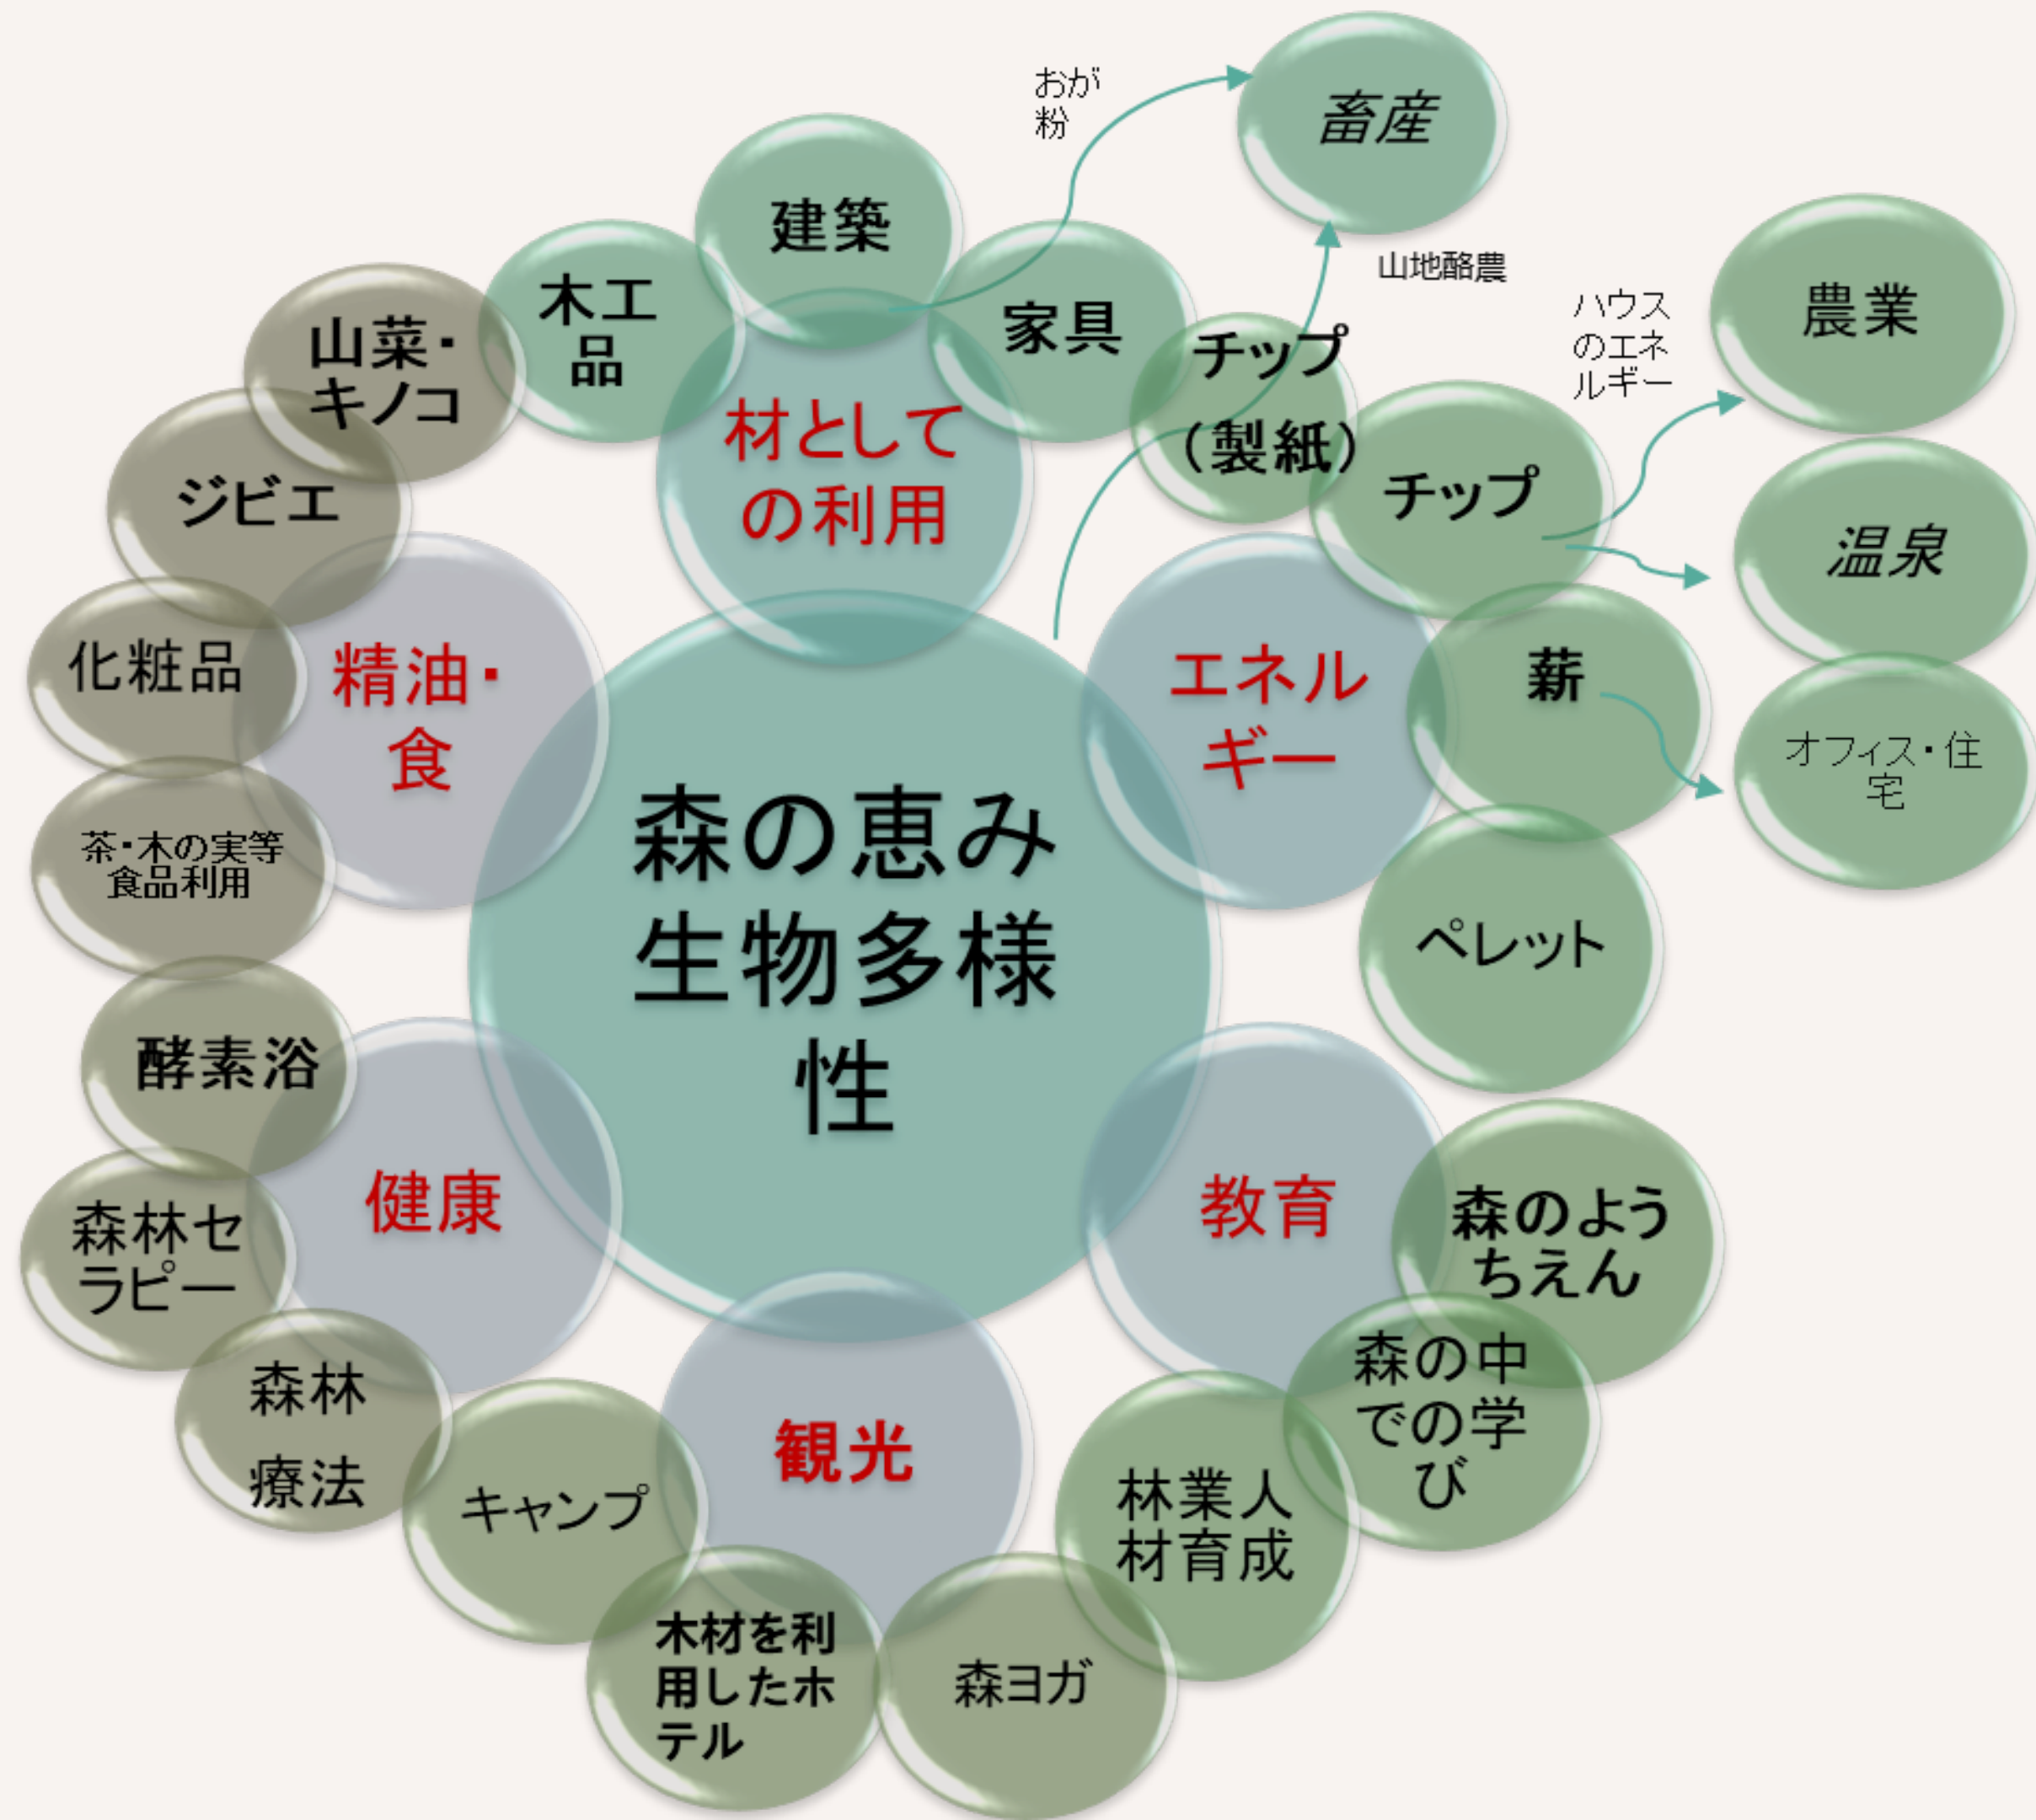 おが
粉
畜産
建築
山地酪農
木工
品
家具
ハウス
のエネ
ルギー
農業
山菜・
キノコ
チップ
（製紙）
材として
の利用
チップ
ジビエ
温泉
化粧品
精油・
食
エネル
ギー
薪
オフィス・住
宅
茶・木の実等
食品利用
森の恵み
生物多様
性
ペレット
酵素浴
健康
教育
森のよう
ちえん
森林セ
ラピー
森の中
での学
び
森林
療法
観光
キャンプ
林業人
材育成
木材を利
用したホ
テル
森ヨガ